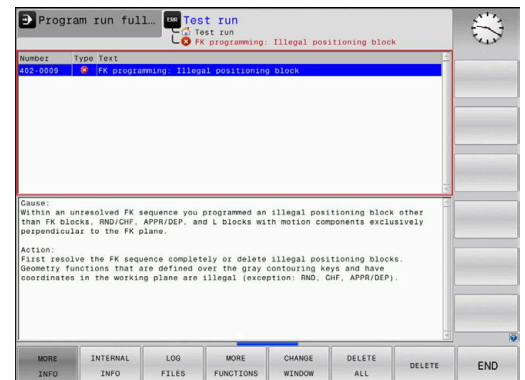 Program run full...
ERR Test run
Test run
FK programming: Illegal positioning block
Number Type Text
402-0009 FK programming: Illegal positioning block
Cause:
Within an unresolved FK sequence you programmed an illegal positioning block other
than FK blocks, RND/CHF, APPR/DEP, and L blocks with motion components exclusively
perpendicular to the FK plane.
Action:
First resolve the FK sequence completely or delete illegal positioning blocks.
Geometry functions that are defined over the gray contouring keys and have
coordinates in the working plane are illegal (exception: RND, CHF, APPR/DEP).
MORE INFO
INTERNAL INFO
LOG FILES
MORE FUNCTIONS
CHANGE WINDOW
DELETE ALL
DELETE
END